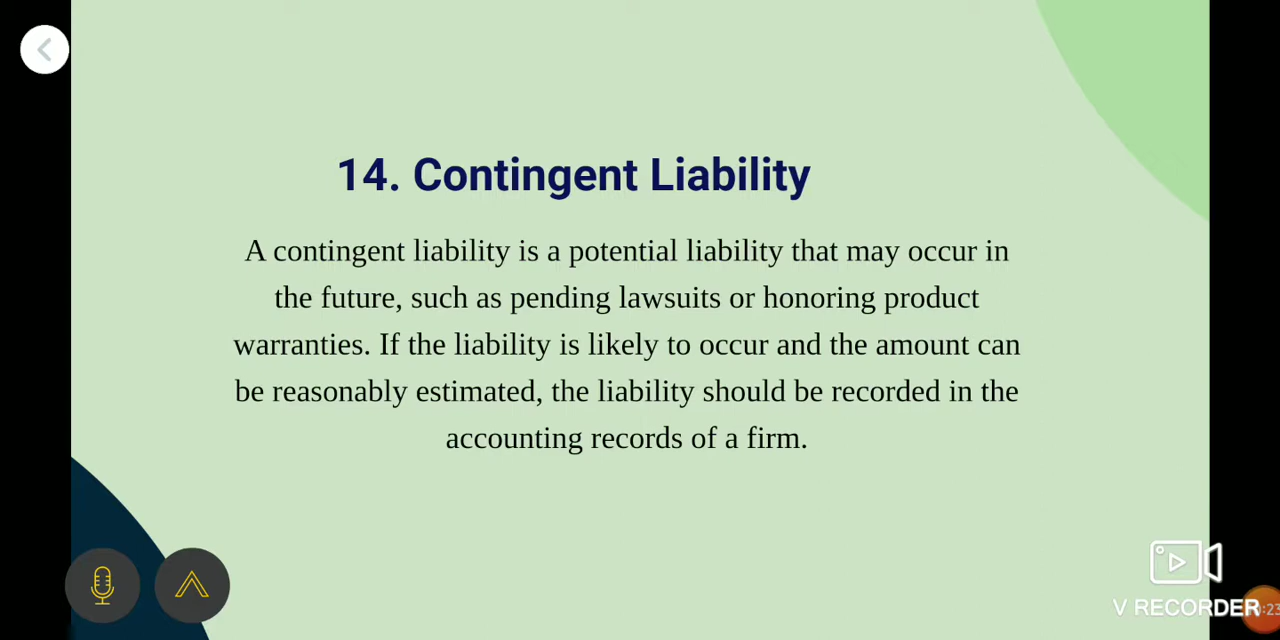 14. Contingent Liability
A contingent liability is a potential liability that may occur in
the future, such as pending lawsuits or honoring product
warranties. If the liability is likely to occur and the amount can
be reasonably estimated, the liability should be recorded in the
accounting records of a firm.
V RECORDER